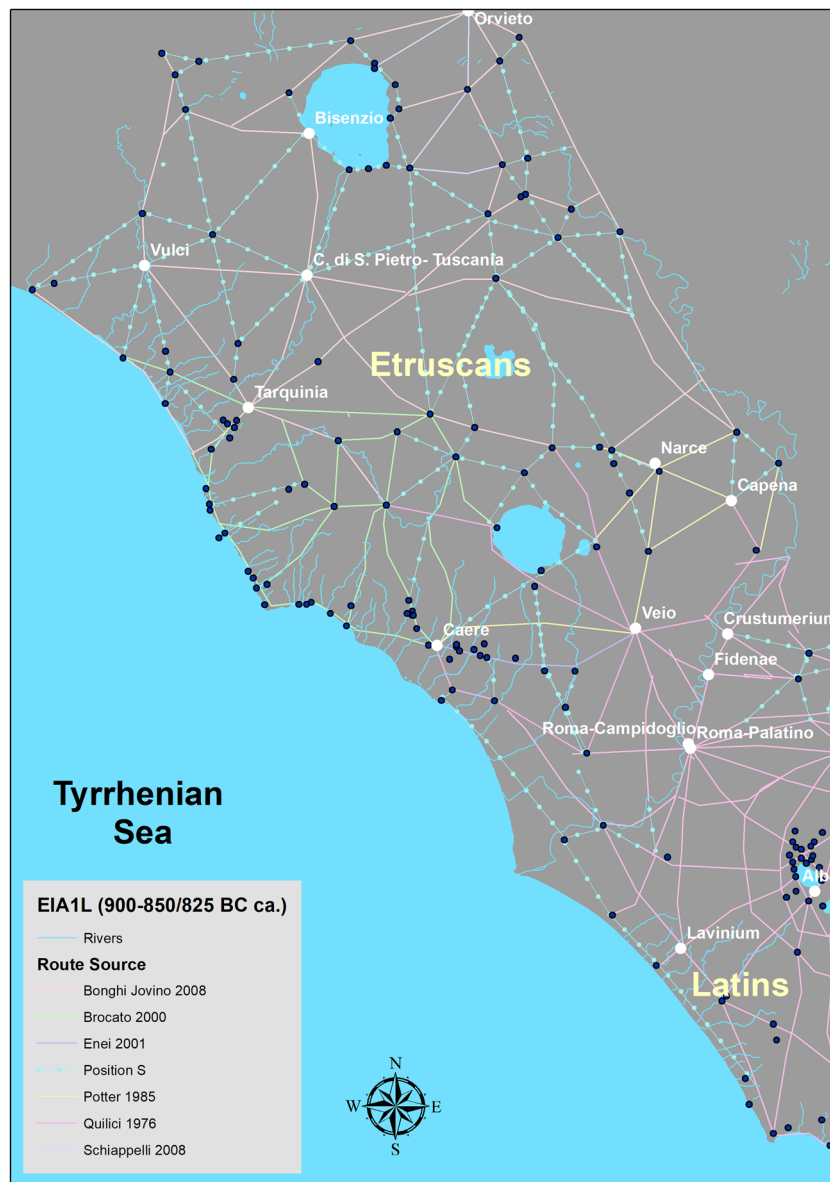 Orvieto
Bisenzio
Vulci
C. di S. Pietro- Tuscania
Etruscans
Tarquinia
Narce
Capena
Veio
Crustumerium
Caere
Fidenae
Roma-Campidoglio
Roma-Palatino
Tyrrhenian
Sea
Alb
Lavinium
Latins
EIA1L (900-850/825 BC ca.)
Rivers
Route Source
Bonghi Jovino 2008
Brocato 2000
Enei 2001
Position S
Potter 1985
Quilici 1976
Schiappelli 2008
N
W
E
S